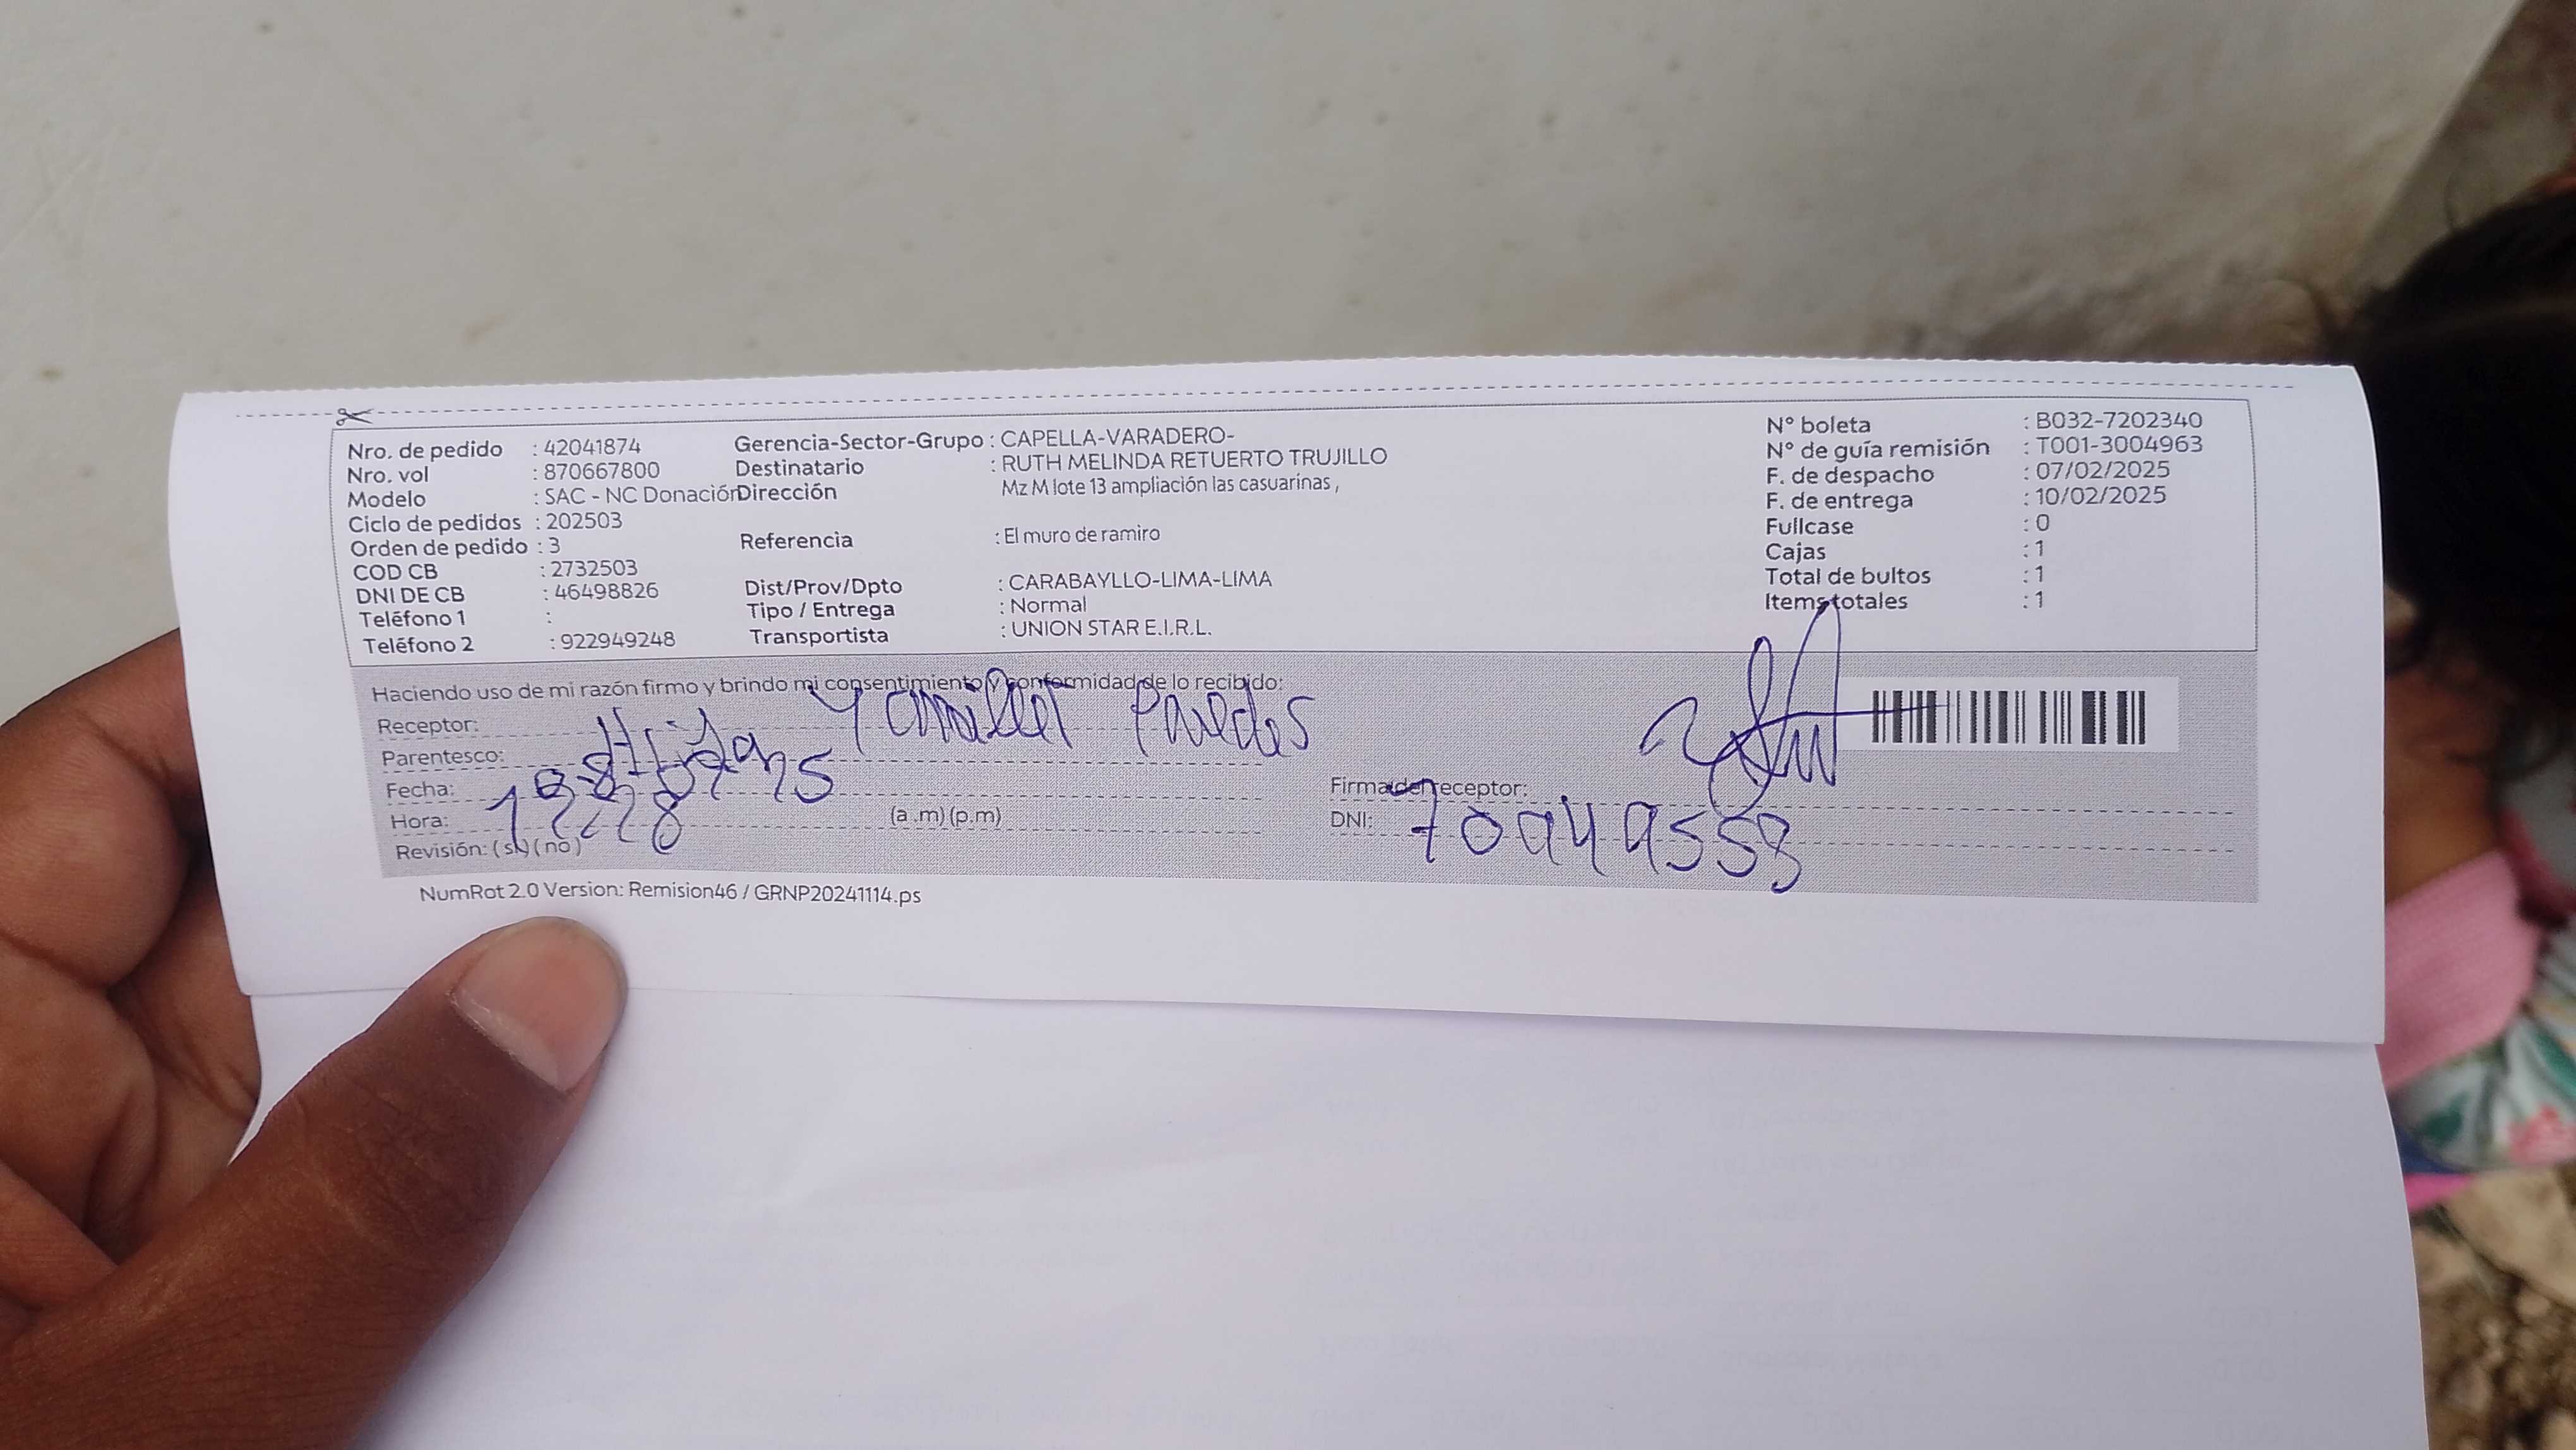 Nro. de pedido : 42041874
Nro. vol : 870667800
Modelo : SAC - NC Donación
Ciclo de pedidos : 202503
Orden de pedido : 3
COD CB : 2732503
DNI DE CB : 46498826
Teléfono 1 :
Teléfono 2 : 922949248
Gerencia-Sector-Grupo : CAPELLA-VARADERO-
Destinatario : RUTH MELINDA RETUERTO TRUJILLO
Dirección Mz M lote 13 ampliación las casuarinas ,
Referencia : El muro de ramiro
Dist/Prov/Dpto : CARABAYLLO-LIMA-LIMA
Tipo / Entrega : Normal
Transportista : UNION STAR E.I.R.L.
N° boleta : B032-7202340
N° de guía remisión : T001-3004963
F. de despacho : 07/02/2025
F. de entrega : 10/02/2025
Fullcase : 0
Cajas : 1
Total de bultos : 1
Items totales : 1
Haciendo uso de mi razón firmo y brindo mi consentimiento y conformidad de lo recibido:
Receptor: Paredes
Parentesco:
Fecha:
Hora: (a .m) (p.m)
Revisión: ( si) ( no )
Firma del receptor:
DNI:
NumRot 2.0 Version: Remision46 / GRNP20241114.ps